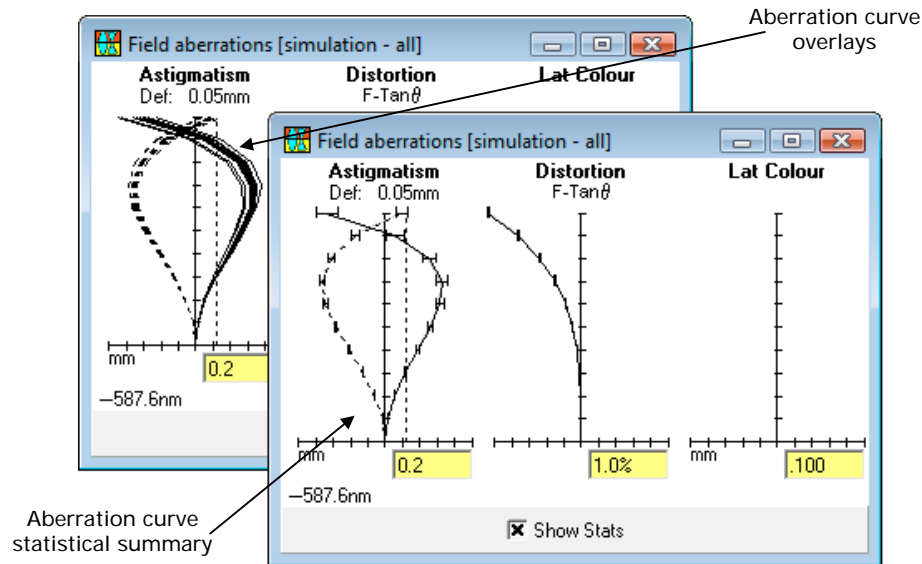 Aberration curve
overlays
Field aberrations [simulation - all]
Astigmatism
Def: 0.05mm
Distortion
F-Tanθ
Lat Colour
mm
0.2
—587.6nm
Field aberrations [simulation - all]
Astigmatism
Def: 0.05mm
Distortion
F-Tanθ
Lat Colour
mm
0.2
1.0%
mm
.100
—587.6nm
Show Stats
Aberration curve
statistical summary